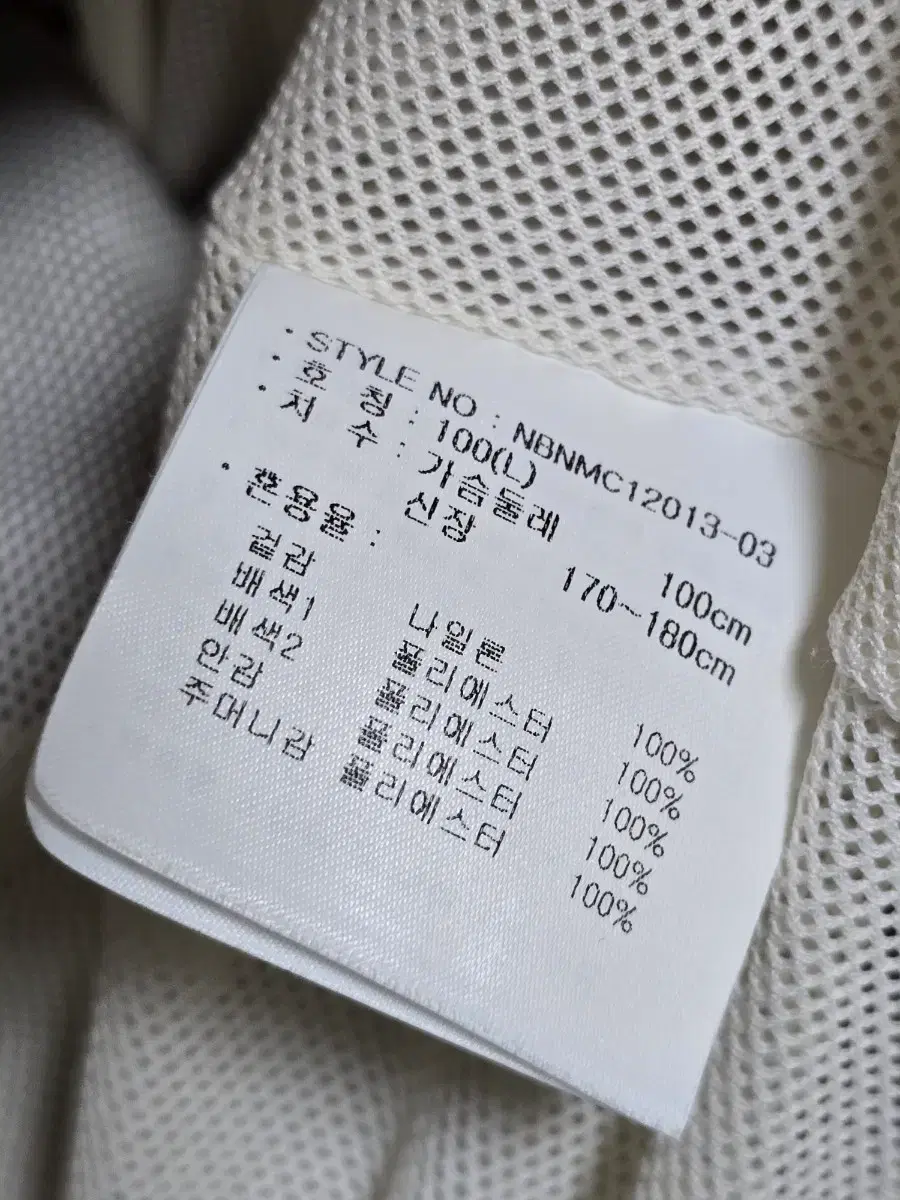 · STYLE NO : NBNMC12013-03
· 호 칭 : 100(L)
· 치 수 : 가슴둘레 100cm
신장 170~180cm
· 혼용율 :
겉감 나일론 100%
배색1 폴리에스터 100%
배색2 폴리에스터 100%
안감 폴리에스터 100%
주머니감 폴리에스터 100%